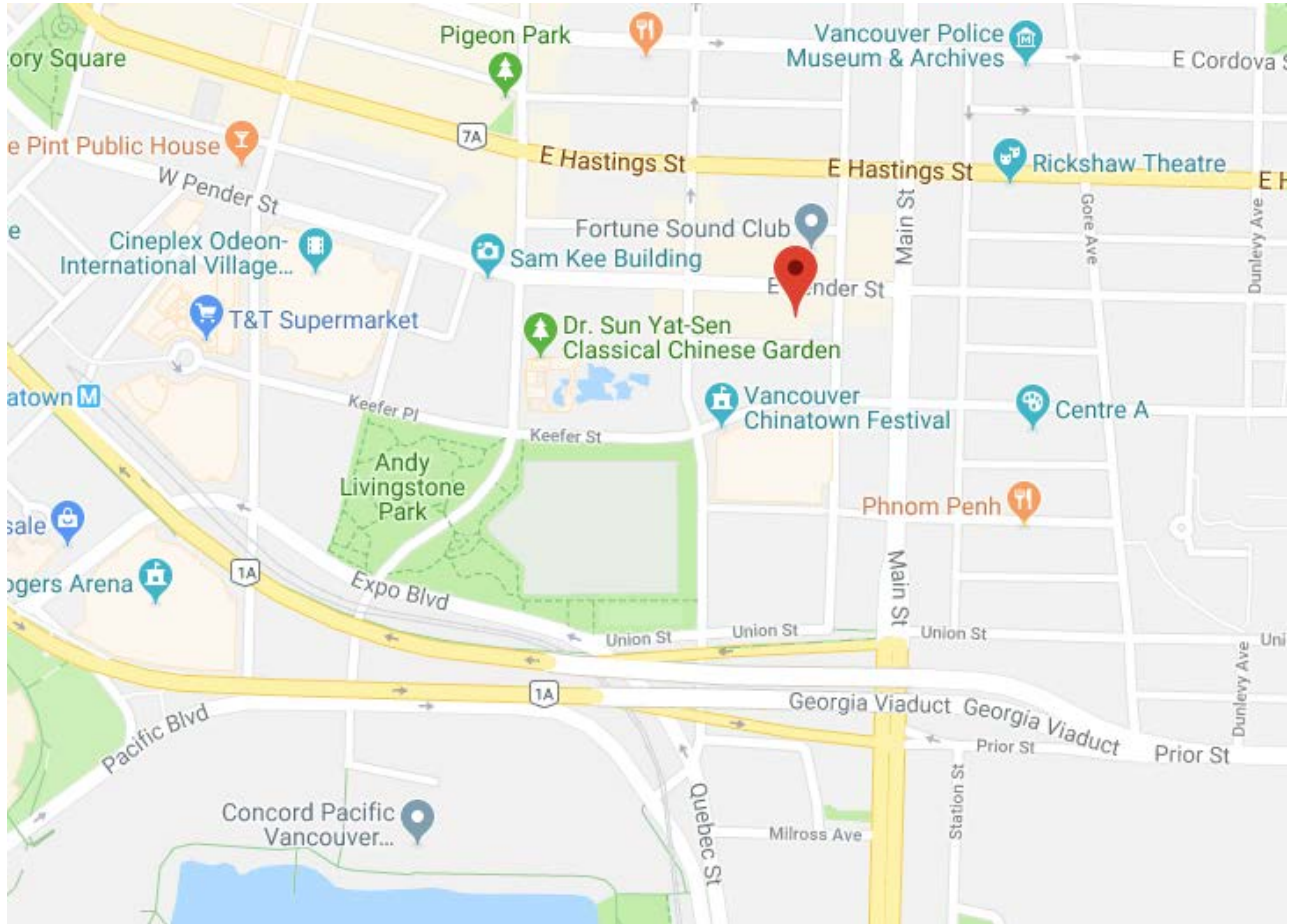 Pigeon Park
Vancouver Police
Museum & Archives
E Cordova S
ory Square
7A
e Pint Public House
E Hastings St
E Hastings St
Rickshaw Theatre
E H
W Pender St
Main St
Gore Ave
Dunlevy Ave
Fortune Sound Club
e
Cineplex Odeon-
International Village...
Sam Kee Building
E Pender St
T&T Supermarket
Dr. Sun Yat-Sen
Classical Chinese Garden
atown M
Keefer Pl
Keefer St
Vancouver
Chinatown Festival
Centre A
Andy
Livingstone
Park
Phnom Penh
sale
ogers Arena
1A
Expo Blvd
Main St
Union St
Union St
Union St
Uni
Dunlevy Ave
1A
Georgia Viaduct
Georgia Viaduct
Pacific Blvd
Prior St
Prior St
Station St
Quebec St
Concord Pacific
Vancouver...
Milross Ave